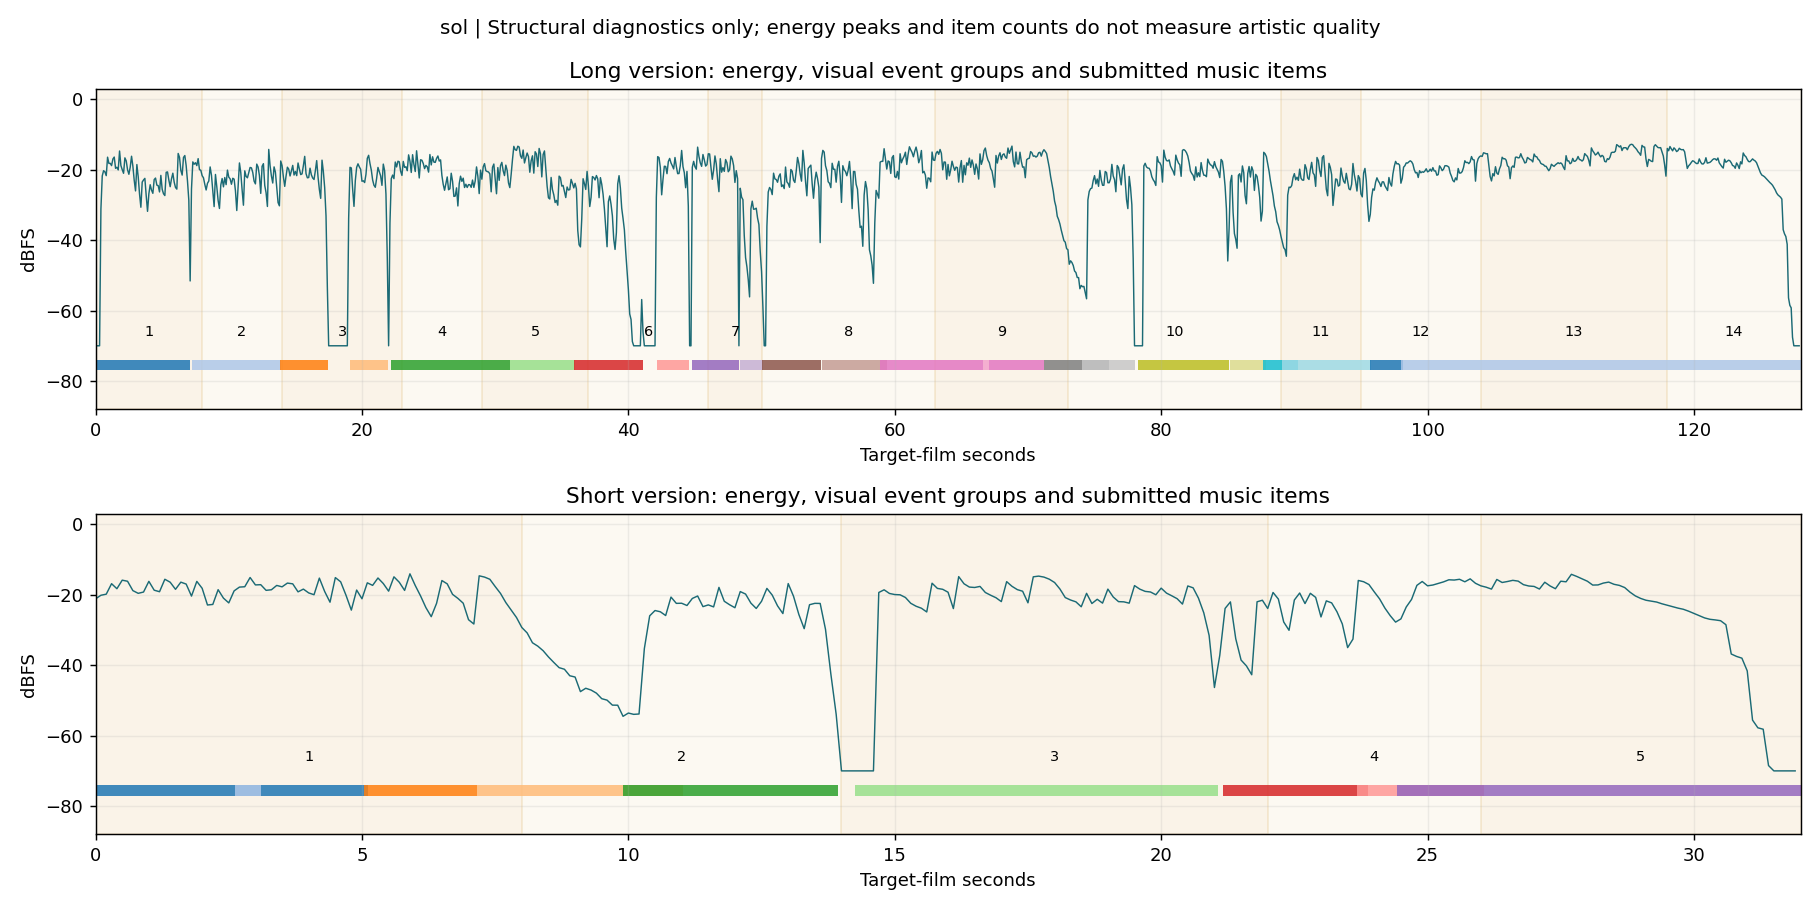 sol | Structural diagnostics only; energy peaks and item counts do not measure artistic quality
Long version: energy, visual event groups and submitted music items
0
−20
−40
−60
−80
dBFS
1 2 3 4 5 6 7 8 9 10 11 12 13 14
0 20 40 60 80 100 120
Target-film seconds
Short version: energy, visual event groups and submitted music items
0
−20
−40
−60
−80
dBFS
1 2 3 4 5
0 5 10 15 20 25 30
Target-film seconds